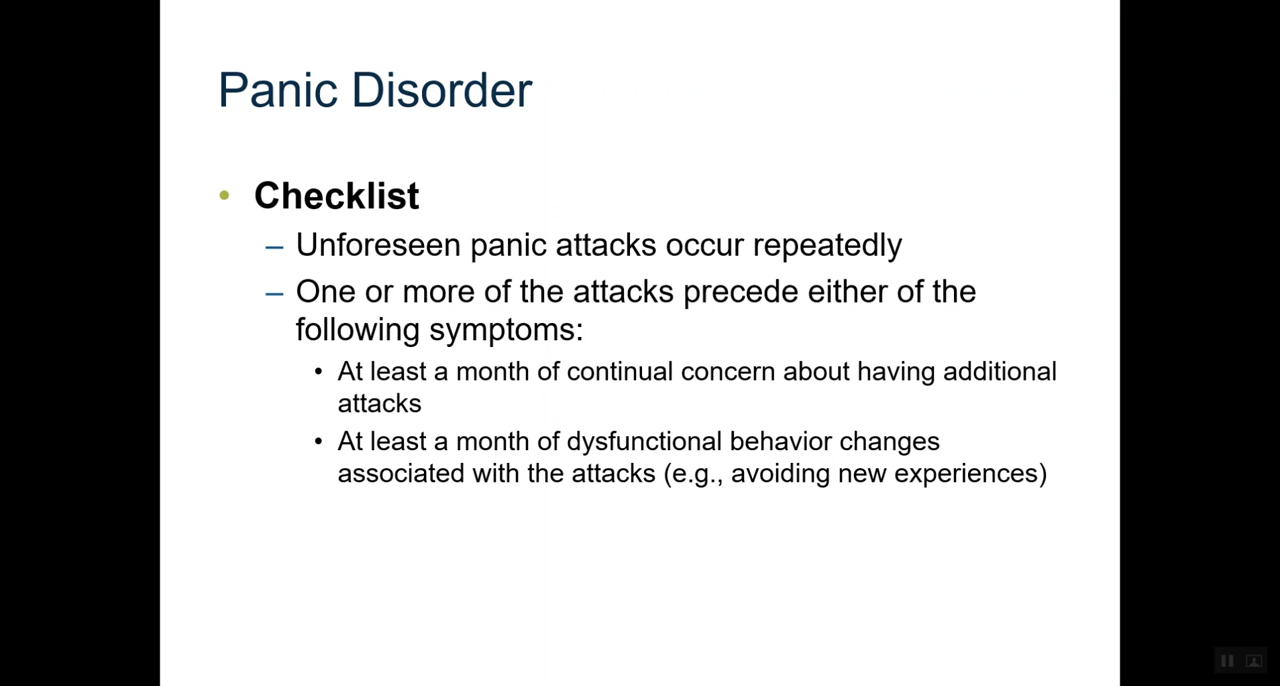 Panic Disorder
• Checklist
– Unforeseen panic attacks occur repeatedly
– One or more of the attacks precede either of the
following symptoms:
• At least a month of continual concern about having additional
attacks
• At least a month of dysfunctional behavior changes
associated with the attacks (e.g., avoiding new experiences)